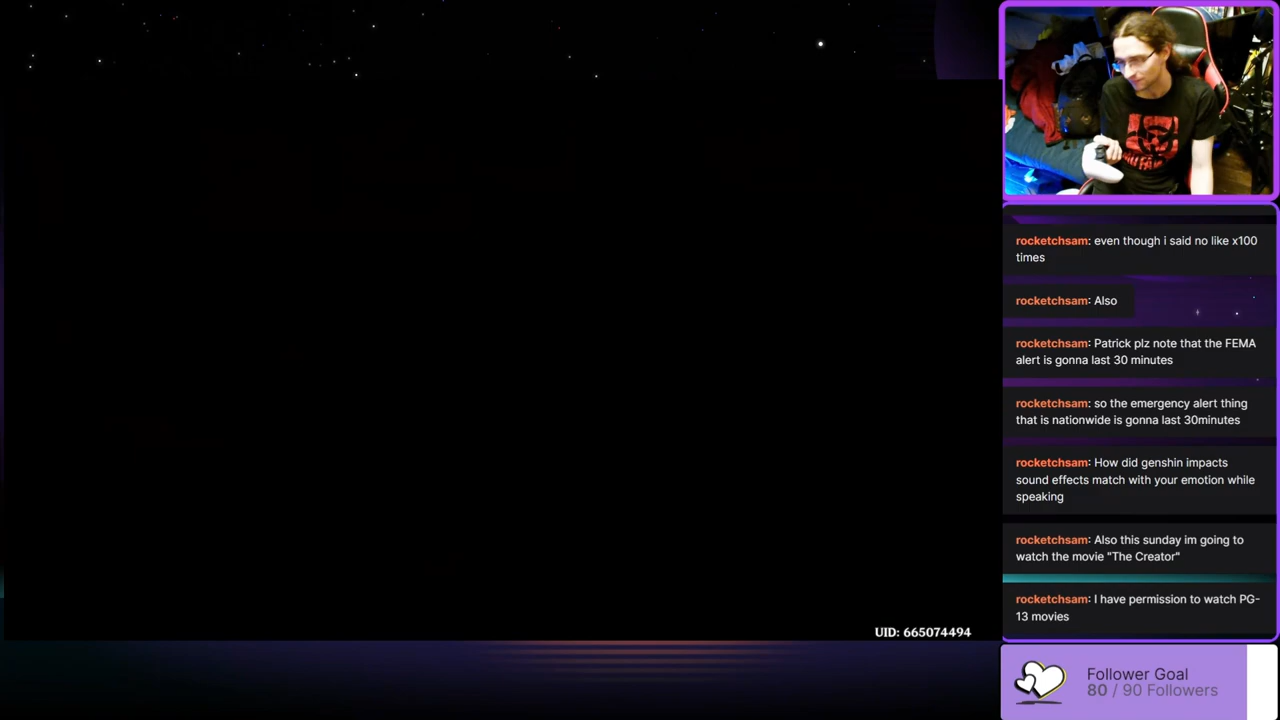 rocketchsam: even though i said no like x100
times
rocketchsam: Also
rocketchsam: Patrick plz note that the FEMA
alert is gonna last 30 minutes
rocketchsam: so the emergency alert thing
that is nationwide is gonna last 30minutes
rocketchsam: How did genshin impacts
sound effects match with your emotion while
speaking
rocketchsam: Also this sunday im going to
watch the movie "The Creator"
rocketchsam: I have permission to watch PG-
13 movies
UID: 665074494
Follower Goal
80 / 90 Followers